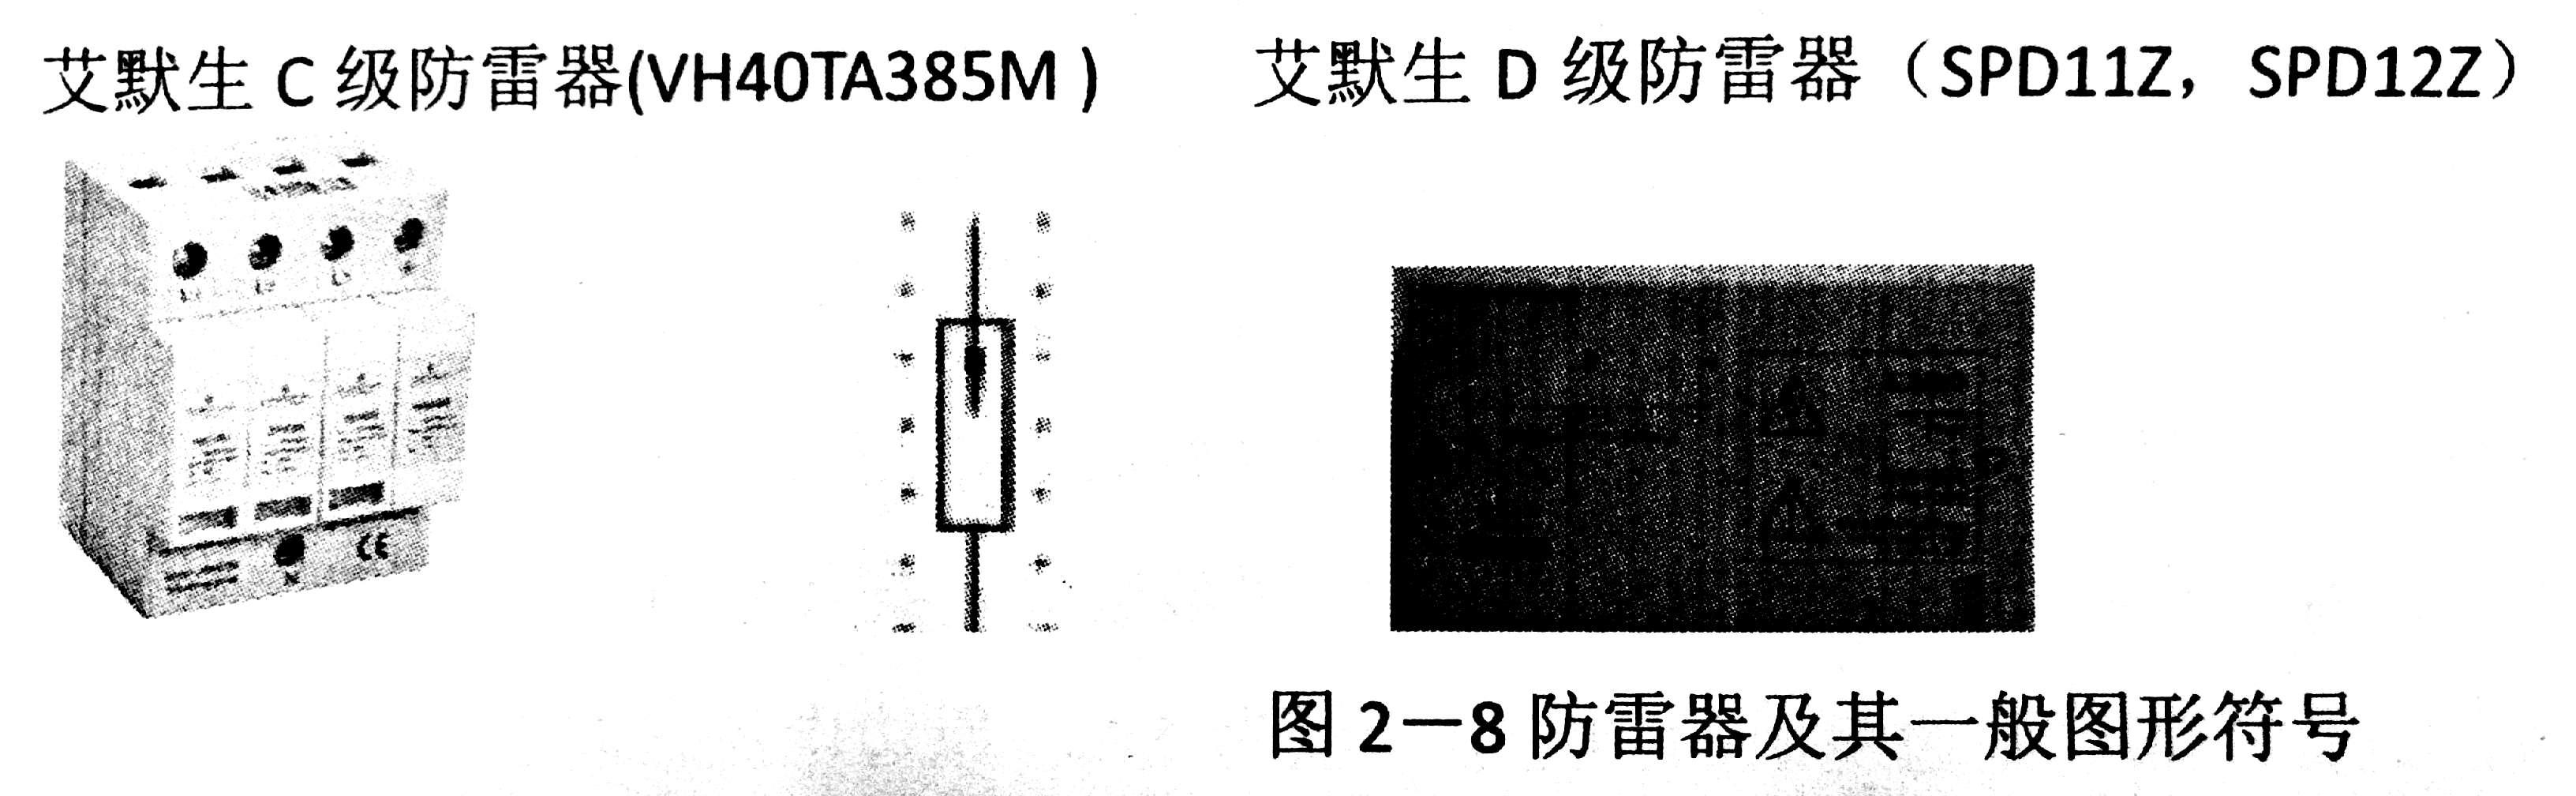 艾默生 C 级防雷器(VH40TA385M )
艾默生 D 级防雷器（SPD11Z，SPD12Z）
N
CE
图 2－8 防雷器及其一般图形符号